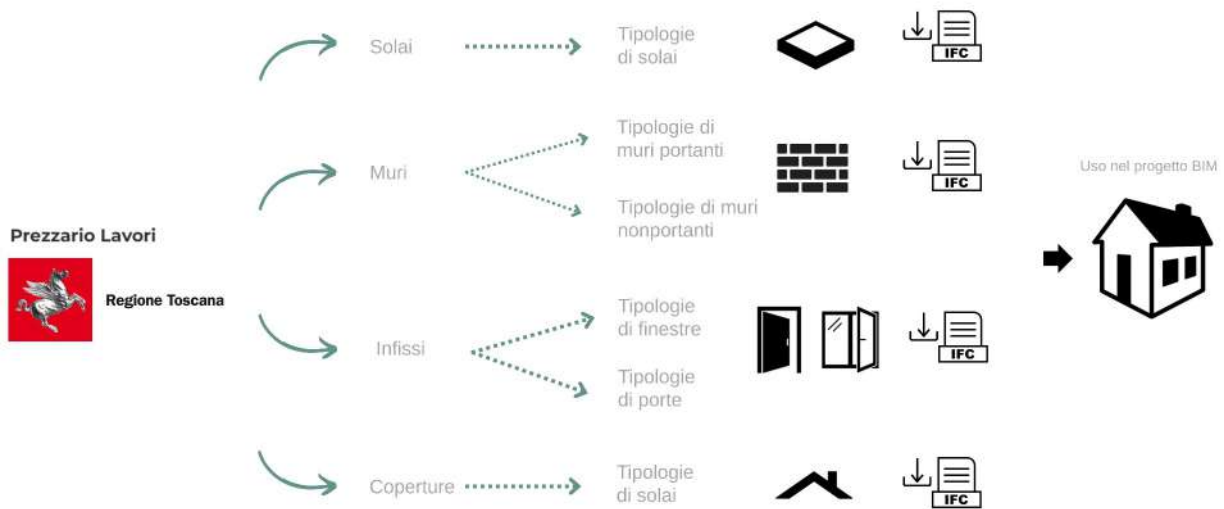 Solai
Tipologie
di solai
IFC
Muri
Tipologie di
muri portanti
Tipologie di muri
nonportanti
IFC
Uso nel progetto BIM
Prezzario Lavori
Regione Toscana
Infissi
Tipologie
di finestre
Tipologie
di porte
IFC
Coperture
Tipologie
di solai
IFC